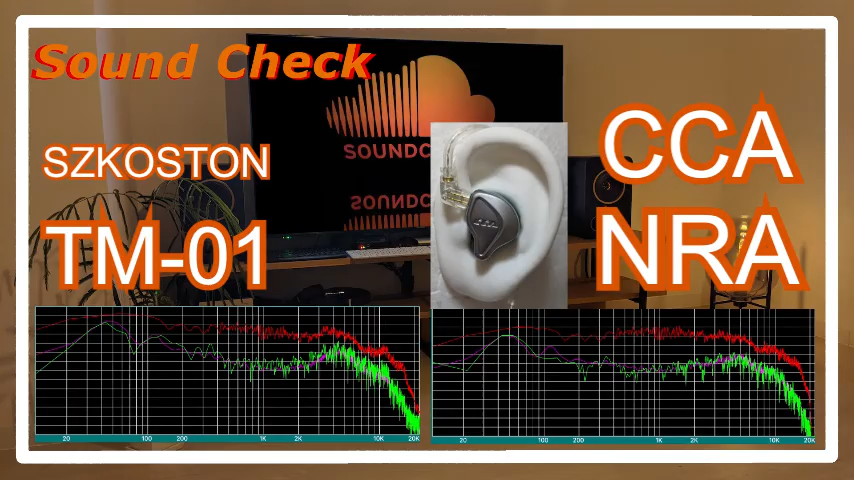 Sound Check
SOUNDC
SOUNDC
SZKOSTON
TM-01
CCA
NRA
CCA
20 100 200 1K 2K 10K 20K
20 100 200 1K 2K 10K 20K